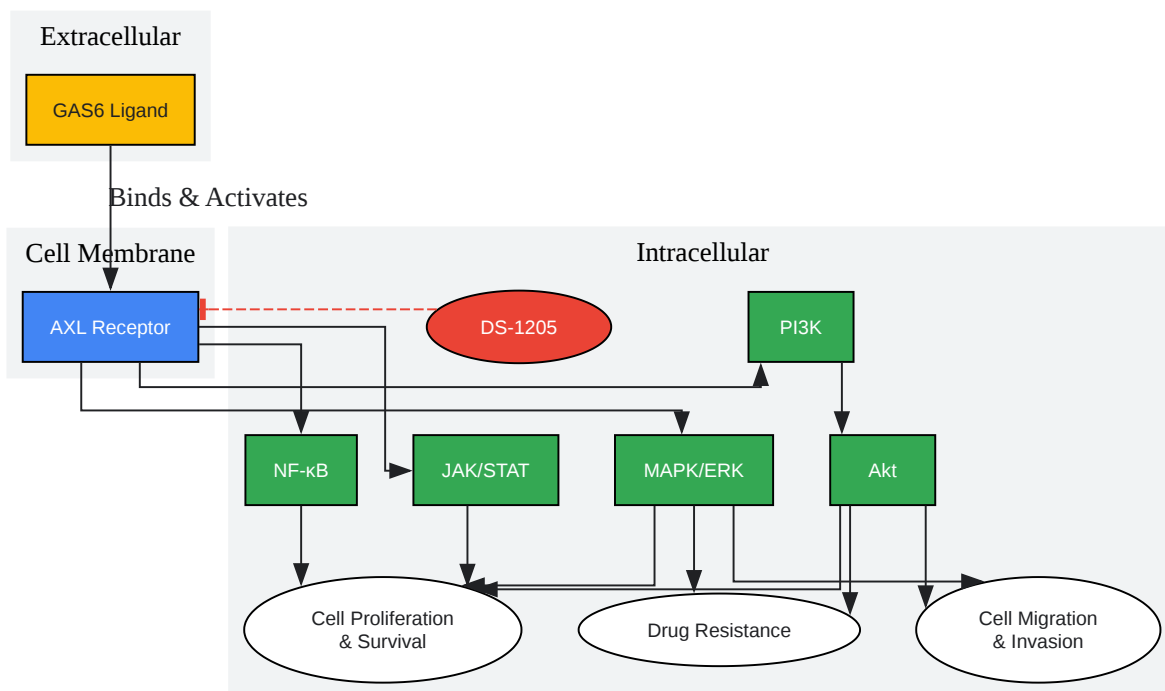 Extracellular
GAS6 Ligand
Binds & Activates
Cell Membrane
Intracellular
AXL Receptor
DS-1205
PI3K
NF-κB
JAK/STAT
MAPK/ERK
Akt
Cell Proliferation
& Survival
Drug Resistance
Cell Migration
& Invasion